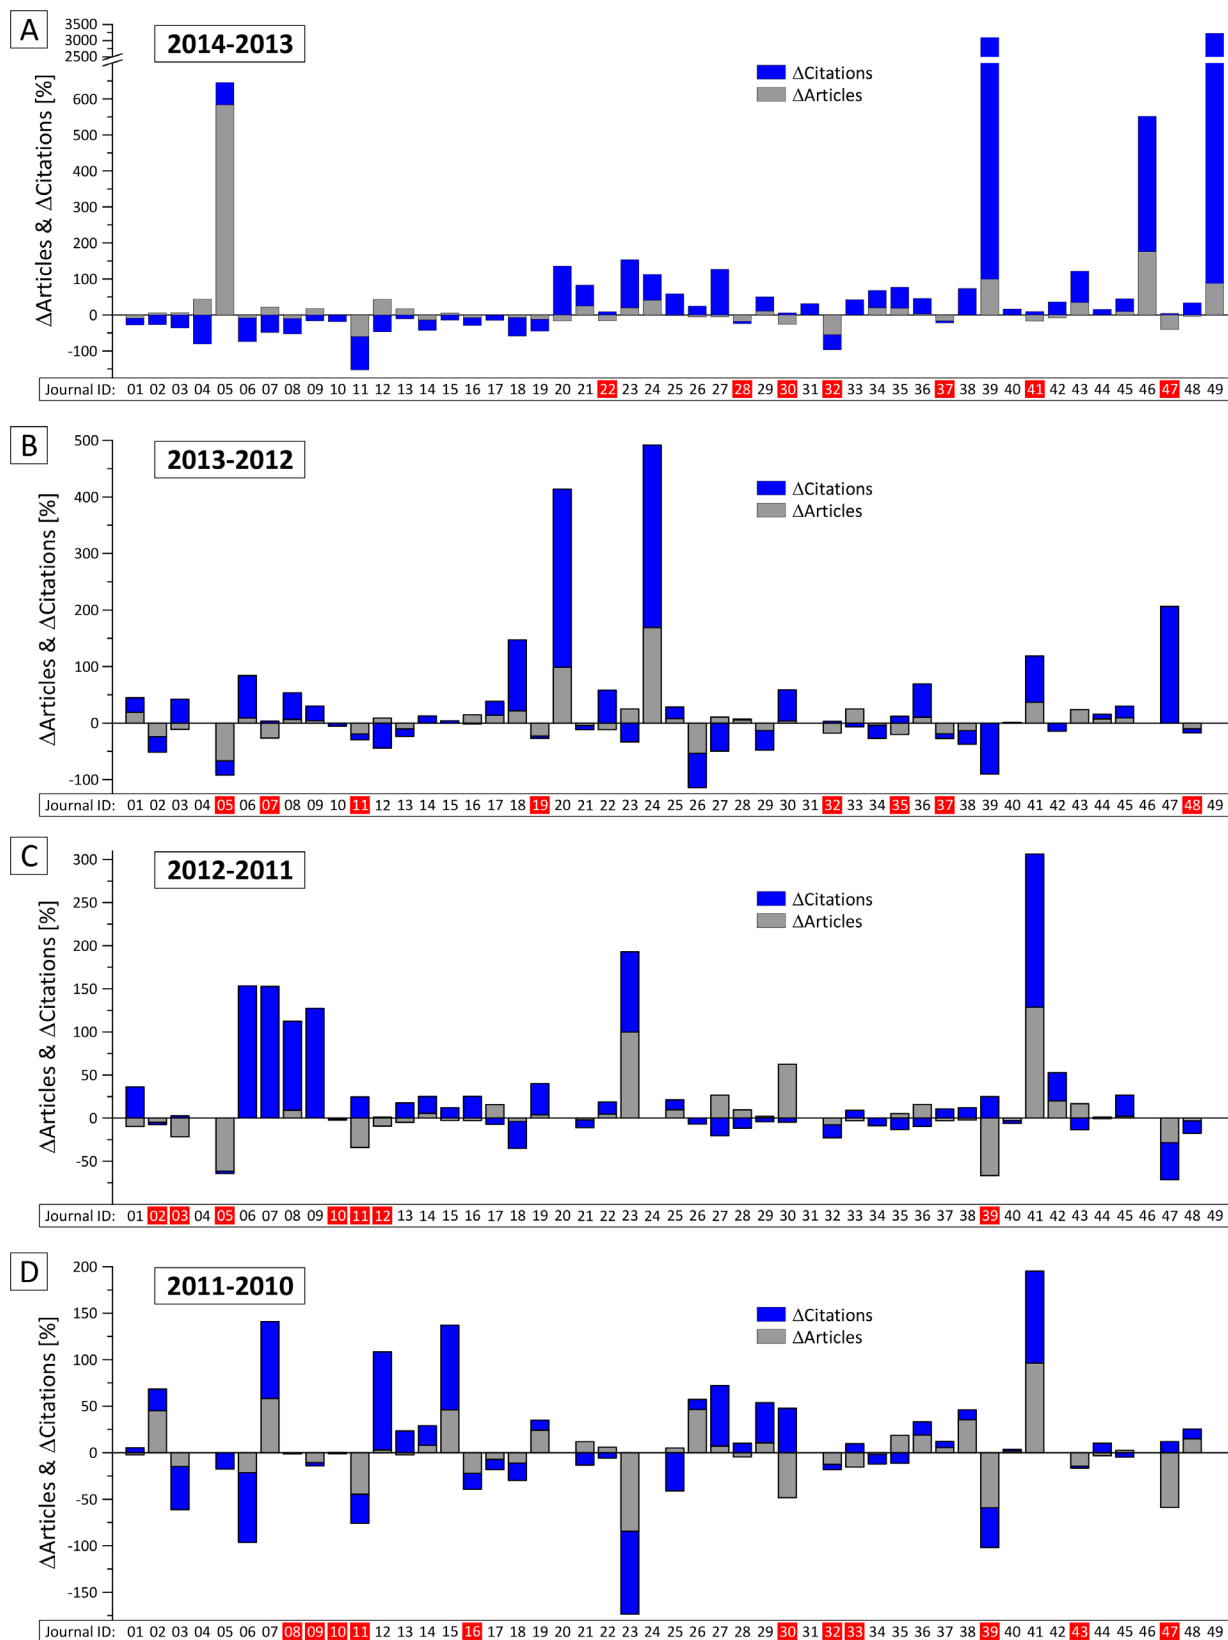 A
2014-2013
ΔArticles & ΔCitations [%]
3500
3000
2500
600
500
400
300
200
100
0
-100
ΔCitations
ΔArticles
Journal ID: 01 02 03 04 05 06 07 08 09 10 11 12 13 14 15 16 17 18 19 20 21 22 23 24 25 26 27 28 29 30 31 32 33 34 35 36 37 38 39 40 41 42 43 44 45 46 47 48 49
B
2013-2012
ΔArticles & ΔCitations [%]
500
400
300
200
100
0
-100
ΔCitations
ΔArticles
Journal ID: 01 02 03 04 05 06 07 08 09 10 11 12 13 14 15 16 17 18 19 20 21 22 23 24 25 26 27 28 29 30 31 32 33 34 35 36 37 38 39 40 41 42 43 44 45 46 47 48 49
C
2012-2011
ΔArticles & ΔCitations [%]
300
250
200
150
100
50
0
-50
ΔCitations
ΔArticles
Journal ID: 01 02 03 04 05 06 07 08 09 10 11 12 13 14 15 16 17 18 19 20 21 22 23 24 25 26 27 28 29 30 31 32 33 34 35 36 37 38 39 40 41 42 43 44 45 46 47 48 49
D
2011-2010
ΔArticles & ΔCitations [%]
200
150
100
50
0
-50
-100
-150
ΔCitations
ΔArticles
Journal ID: 01 02 03 04 05 06 07 08 09 10 11 12 13 14 15 16 17 18 19 20 21 22 23 24 25 26 27 28 29 30 31 32 33 34 35 36 37 38 39 40 41 42 43 44 45 46 47 48 49